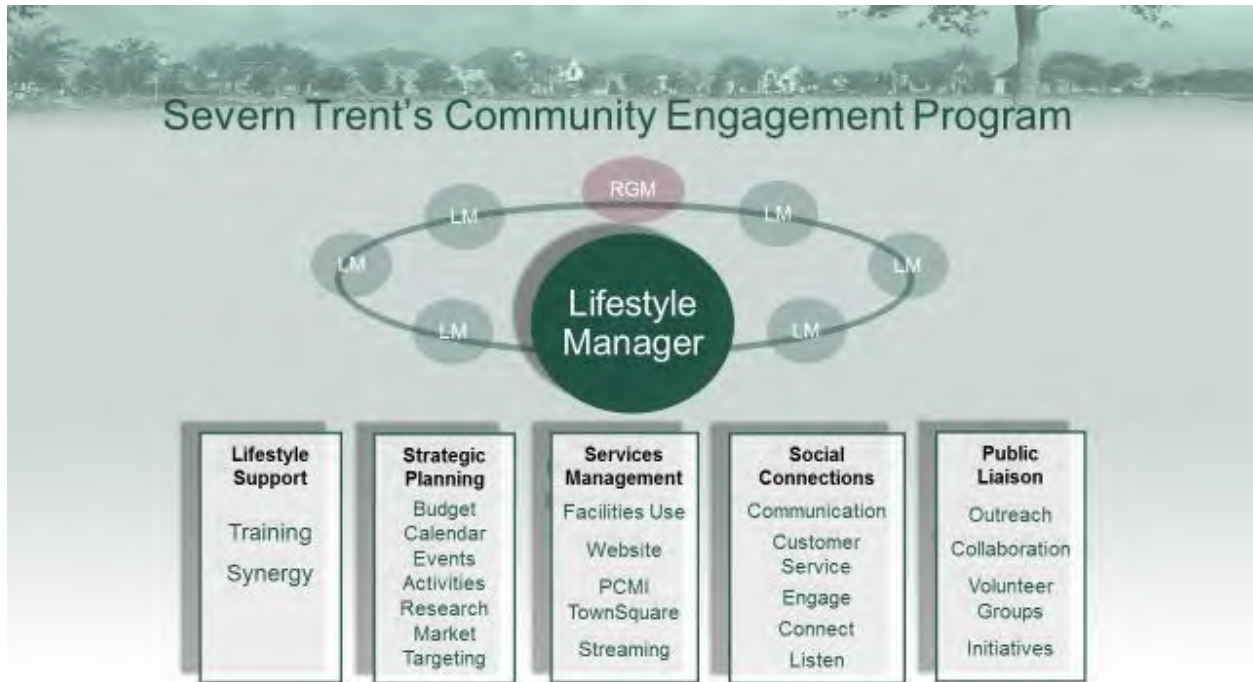 Severn Trent's Community Engagement Program
RGM
LM
LM
LM
LM
LM
LM
Lifestyle
Manager
Lifestyle
Support
Training
Synergy
Strategic
Planning
Budget
Calendar
Events
Activities
Research
Market
Targeting
Services
Management
Facilities Use
Website
PCMI
TownSquare
Streaming
Social
Connections
Communication
Customer
Service
Engage
Connect
Listen
Public
Liaison
Outreach
Collaboration
Volunteer
Groups
Initiatives